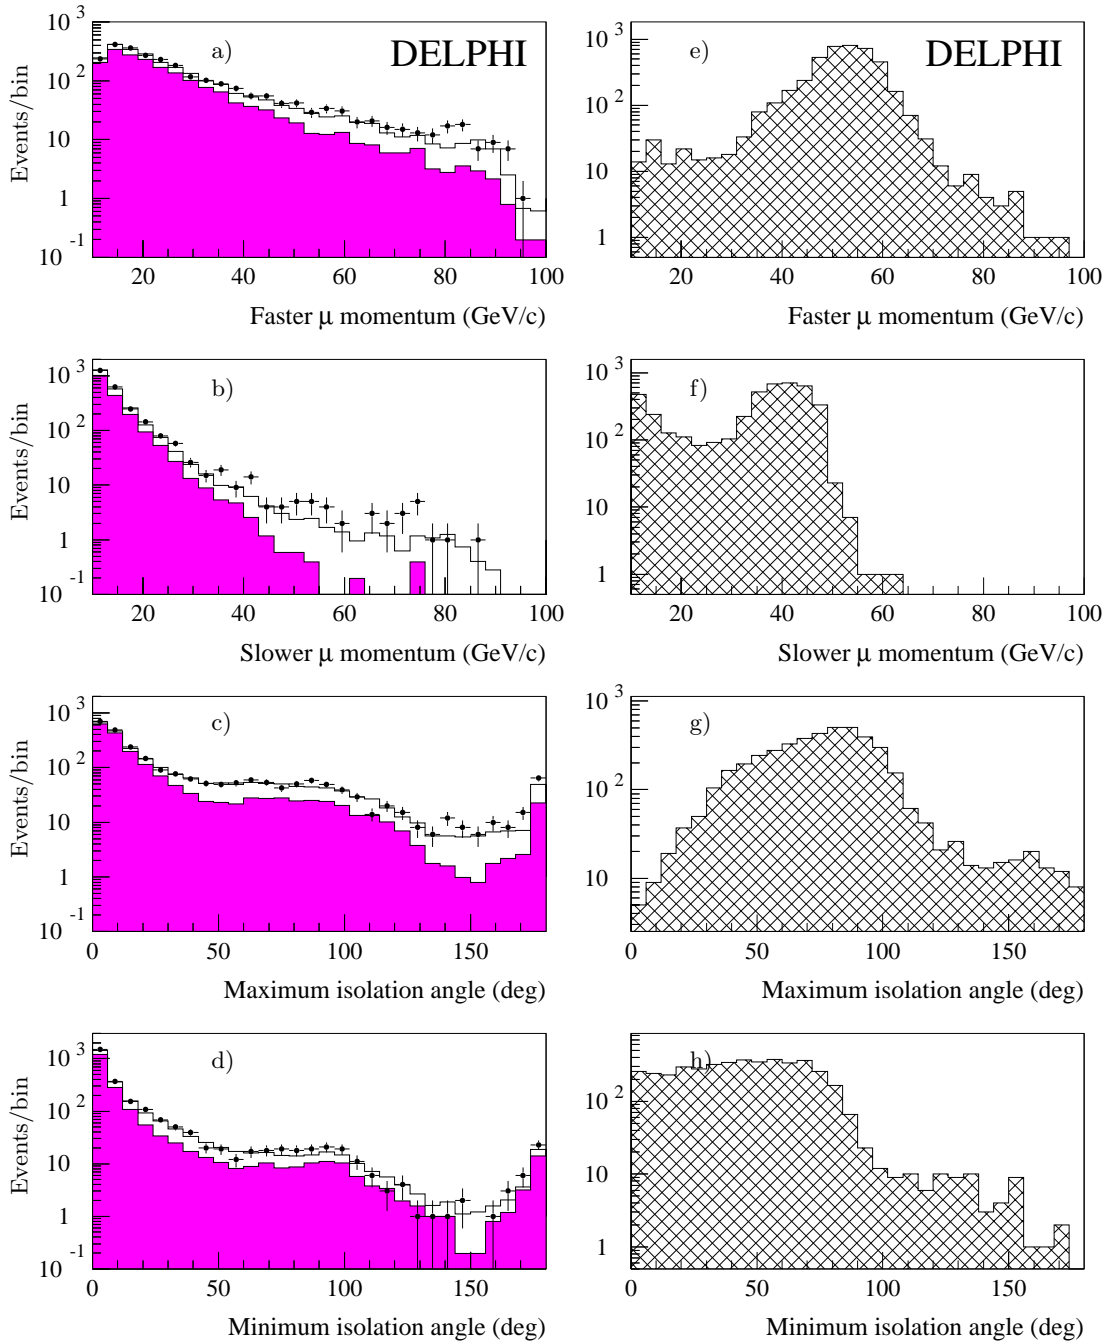 a) DELPHI
Events/bin
10 3
10 2
10
1
10 -1
20 40 60 80 100
Faster μ momentum (GeV/c)
e) DELPHI
10 3
10 2
10
1
20 40 60 80 100
Faster μ momentum (GeV/c)
b)
Events/bin
10 3
10 2
10
1
10 -1
20 40 60 80 100
Slower μ momentum (GeV/c)
f)
10 3
10 2
10
1
20 40 60 80 100
Slower μ momentum (GeV/c)
c)
Events/bin
10 3
10 2
10
1
10 -1
0 50 100 150
Maximum isolation angle (deg)
g)
10 3
10 2
10
0 50 100 150
Maximum isolation angle (deg)
d)
Events/bin
10 3
10 2
10
1
10 -1
0 50 100 150
Minimum isolation angle (deg)
h)
10 2
10
1
0 50 100 150
Minimum isolation angle (deg)